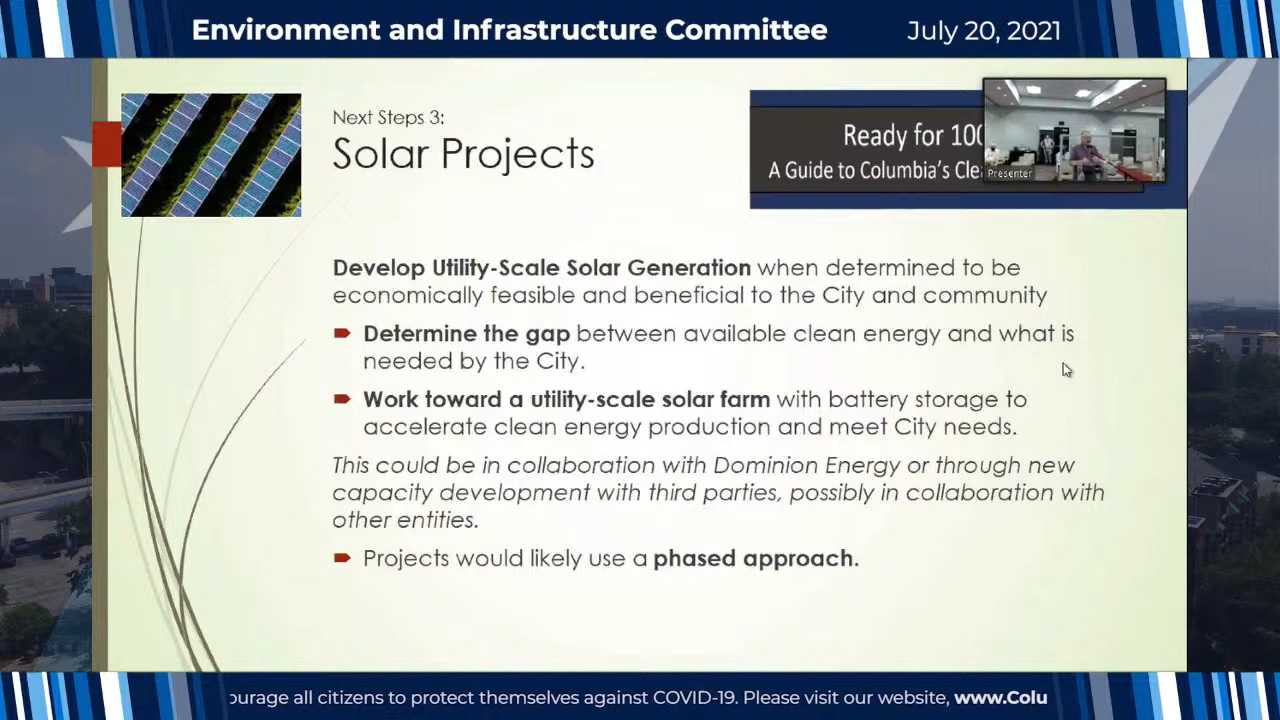 Environment and Infrastructure Committee
July 20, 2021
Next Steps 3:
Solar Projects
Ready for 100
A Guide to Columbia's Cle
Presenter
Develop Utility-Scale Solar Generation when determined to be
economically feasible and beneficial to the City and community
Determine the gap between available clean energy and what is
needed by the City.
Work toward a utility-scale solar farm with battery storage to
accelerate clean energy production and meet City needs.
This could be in collaboration with Dominion Energy or through new
capacity development with third parties, possibly in collaboration with
other entities.
Projects would likely use a phased approach.
ourage all citizens to protect themselves against COVID-19. Please visit our website, www.Colu